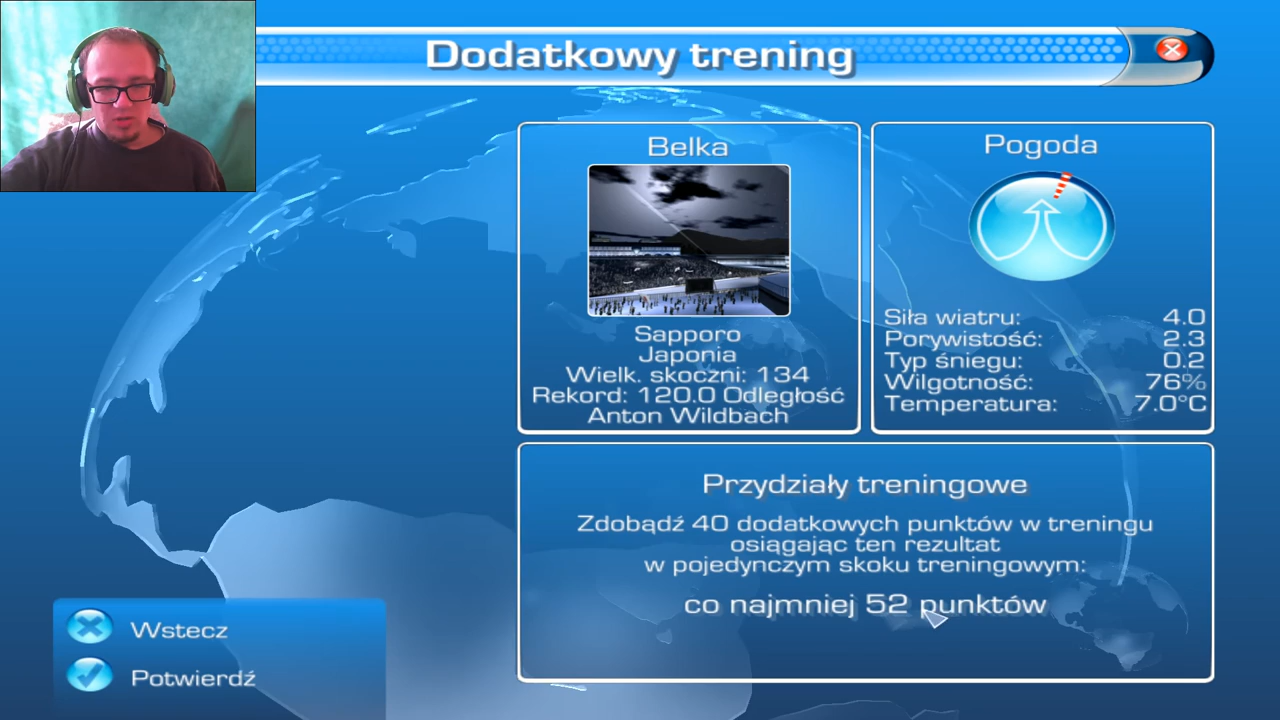 Dodatkowy trening
Belka
Sapporo
Japonia
Wielk. skoczni: 134
Rekord: 120.0 Odległość
Anton Wildbach
Pogoda
Siła wiatru: 4.0
Porywistość: 2.3
Typ śniegu: 0.2
Wilgotność: 76%
Temperatura: 7.0°C
Przydziały treningowe
Zdobądź 40 dodatkowych punktów w treningu
osiągając ten rezultat
w pojedynczym skoku treningowym:
co najmniej 52 punktów
Wstecz
Potwierdź